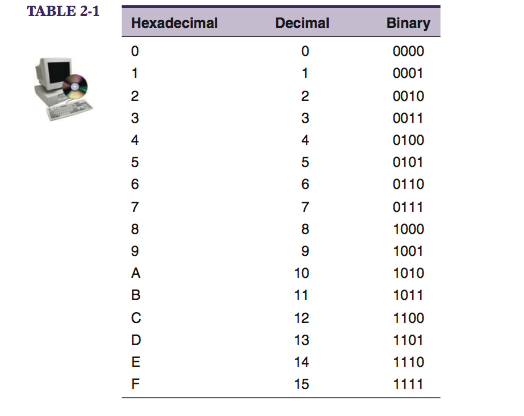 TABLE 2-1
Hexadecimal Decimal Binary
0 0 0000
1 1 0001
2 2 0010
3 3 0011
4 4 0100
5 5 0101
6 6 0110
7 7 0111
8 8 1000
9 9 1001
A 10 1010
B 11 1011
C 12 1100
D 13 1101
E 14 1110
F 15 1111